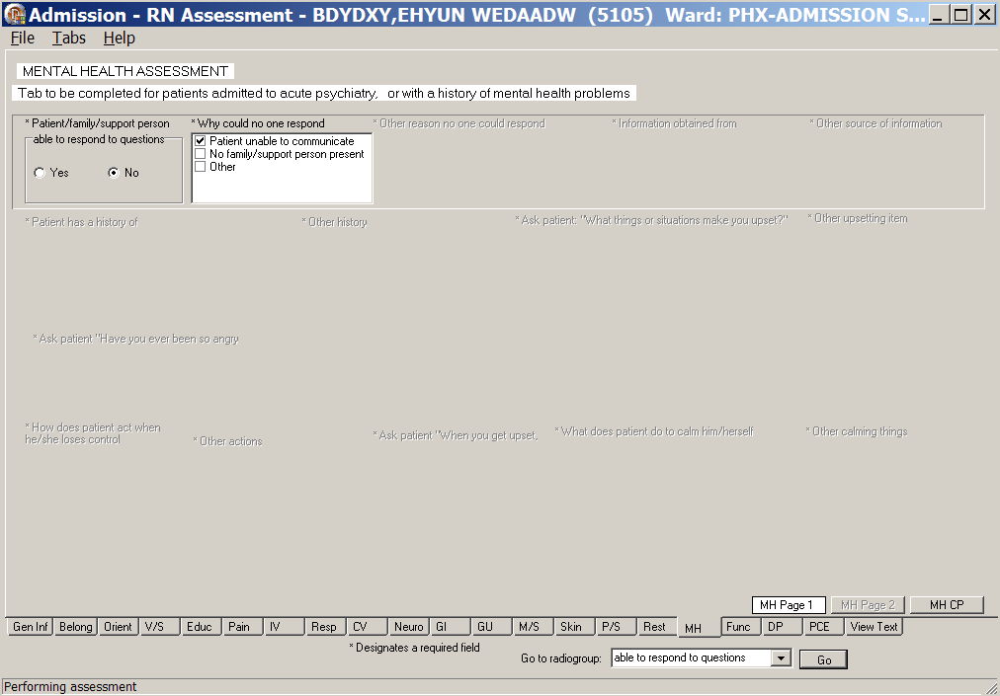 Admission - RN Assessment - BDYDXY,EHYUN WEDAADW (5105) Ward: PHX-ADMISSION S...
File Tabs Help
MENTAL HEALTH ASSESSMENT
Tab to be completed for patients admitted to acute psychiatry, or with a history of mental health problems
* Patient/family/support person * Why could no one respond * Other reason no one could respond * Information obtained from * Other source of information
able to respond to questions
Patient unable to communicate
No family/support person present
Other
Yes No
* Patient has a history of * Other history * Ask patient: "What things or situations make you upset?" * Other upsetting item
* Ask patient "Have you ever been so angry
* How does patient act when
he/she loses control
* Other actions * Ask patient "When you get upset, * What does patient do to calm him/herself * Other calming things
MH Page 1 MH Page 2 MH CP
Gen Inf Belong Orient V/S Educ Pain IV Resp CV Neuro GI GU M/S Skin P/S Rest MH Func DP PCE View Text
* Designates a required field
Go to radiogroup: able to respond to questions Go
Performing assessment